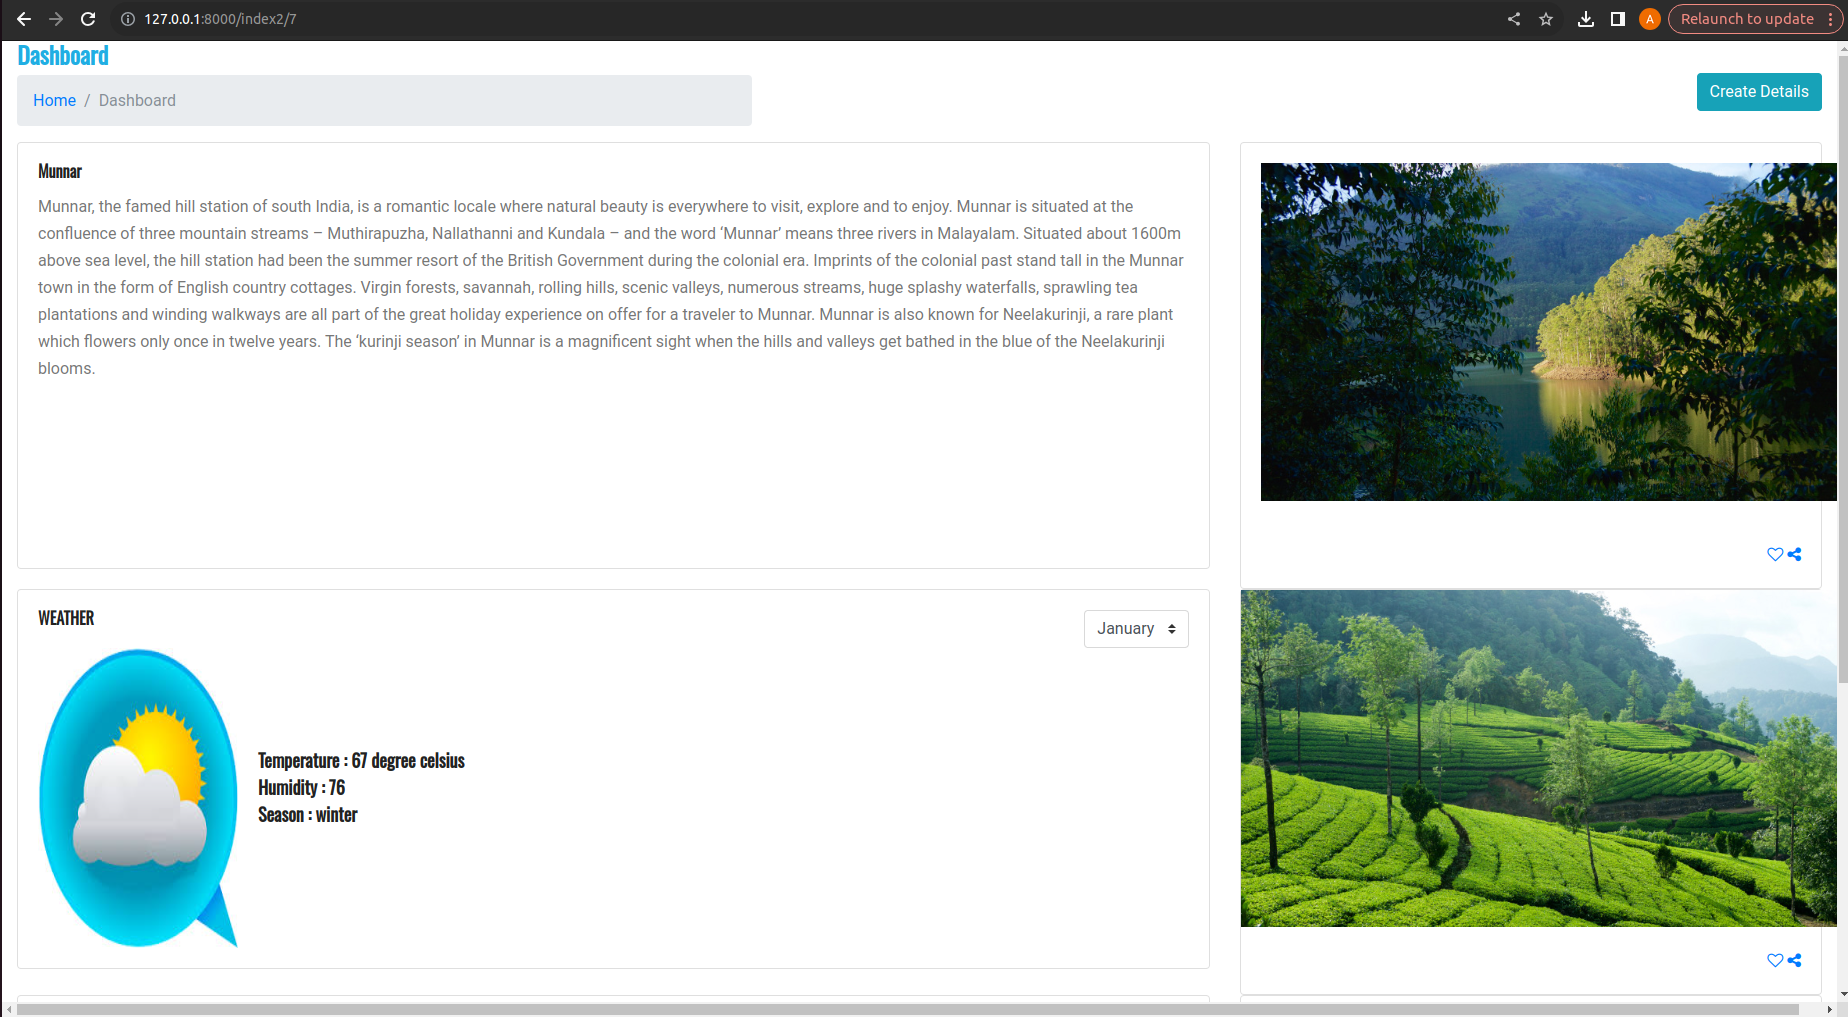 127.0.0.1:8000/index2/7
A
Relaunch to update
Dashboard
Home / Dashboard
Create Details
Munnar
Munnar, the famed hill station of south India, is a romantic locale where natural beauty is everywhere to visit, explore and to enjoy. Munnar is situated at the
confluence of three mountain streams – Muthirapuzha, Nallathanni and Kundala – and the word ‘Munnar’ means three rivers in Malayalam. Situated about 1600m
above sea level, the hill station had been the summer resort of the British Government during the colonial era. Imprints of the colonial past stand tall in the Munnar
town in the form of English country cottages. Virgin forests, savannah, rolling hills, scenic valleys, numerous streams, huge splashy waterfalls, sprawling tea
plantations and winding walkways are all part of the great holiday experience on offer for a traveler to Munnar. Munnar is also known for Neelakurinji, a rare plant
which flowers only once in twelve years. The ‘kurinji season’ in Munnar is a magnificent sight when the hills and valleys get bathed in the blue of the Neelakurinji
blooms.
WEATHER
January
Temperature : 67 degree celsius
Humidity : 76
Season : winter